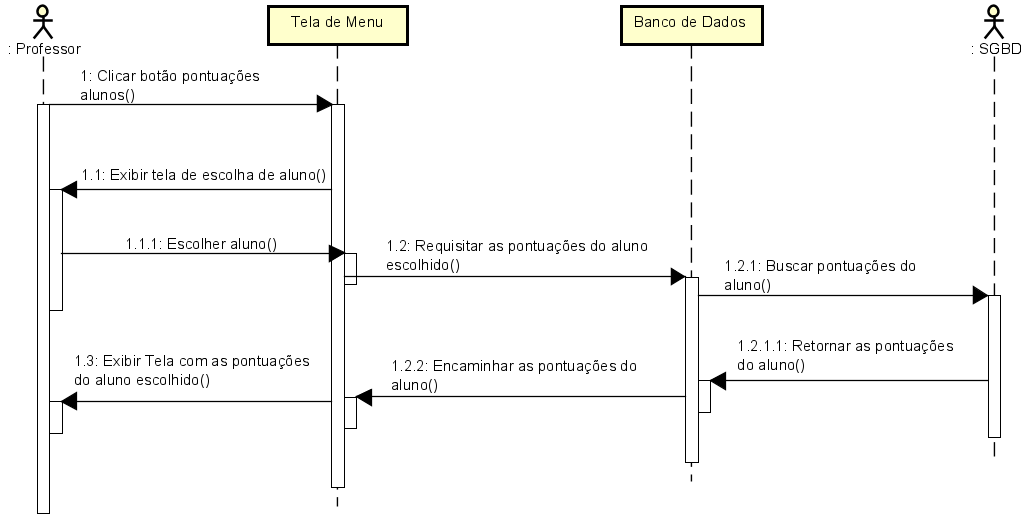 Tela de Menu
Banco de Dados
: Professor
: SGBD
1: Clicar botão pontuações
alunos()
1.1: Exibir tela de escolha de aluno()
1.1.1: Escolher aluno()
1.2: Requisitar as pontuações do aluno
escolhido()
1.2.1: Buscar pontuações do
aluno()
1.2.1.1: Retornar as pontuações
do aluno()
1.2.2: Encaminhar as pontuações do
aluno()
1.3: Exibir Tela com as pontuações
do aluno escolhido()